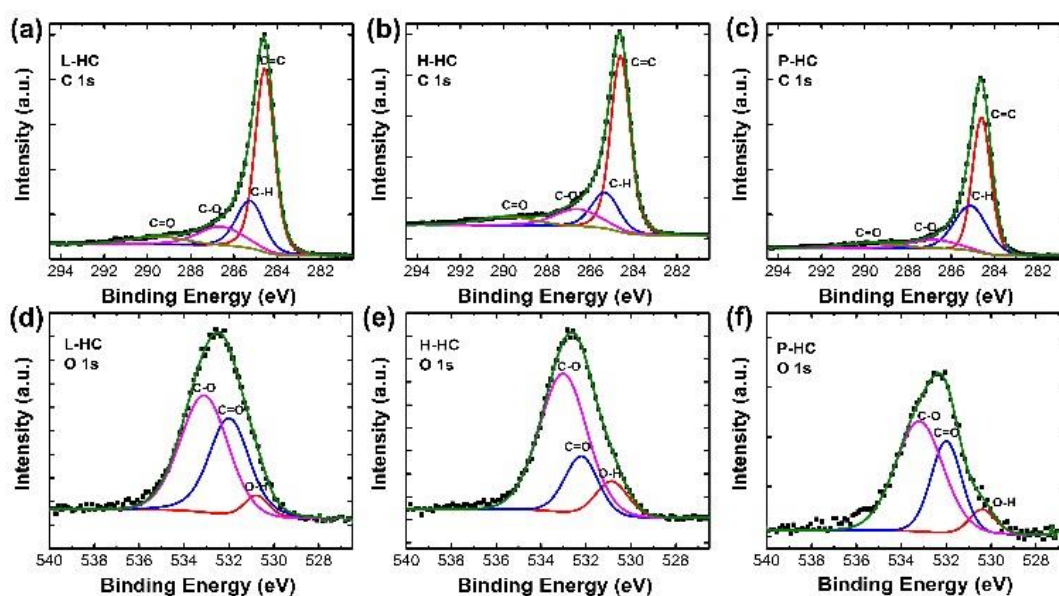 (a)
L-HC
C 1s
C=C
C-H
C-O
C=O
Intensity (a.u.)
294 292 290 288 286 284 282
Binding Energy (eV)
(b)
H-HC
C 1s
C=C
C-H
C-O
C=O
Intensity (a.u.)
294 292 290 288 286 284 282
Binding Energy (eV)
(c)
P-HC
C 1s
C=C
C-H
C-O
C=O
Intensity (a.u.)
294 292 290 288 286 284 282
Binding Energy (eV)
(d)
L-HC
O 1s
C-O
C=O
O-H
Intensity (a.u.)
540 538 536 534 532 530 528
Binding Energy (eV)
(e)
H-HC
O 1s
C-O
C=O
O-H
Intensity (a.u.)
540 538 536 534 532 530 528
Binding Energy (eV)
(f)
P-HC
O 1s
C-O
C=O
O-H
Intensity (a.u.)
540 538 536 534 532 530 528
Binding Energy (eV)